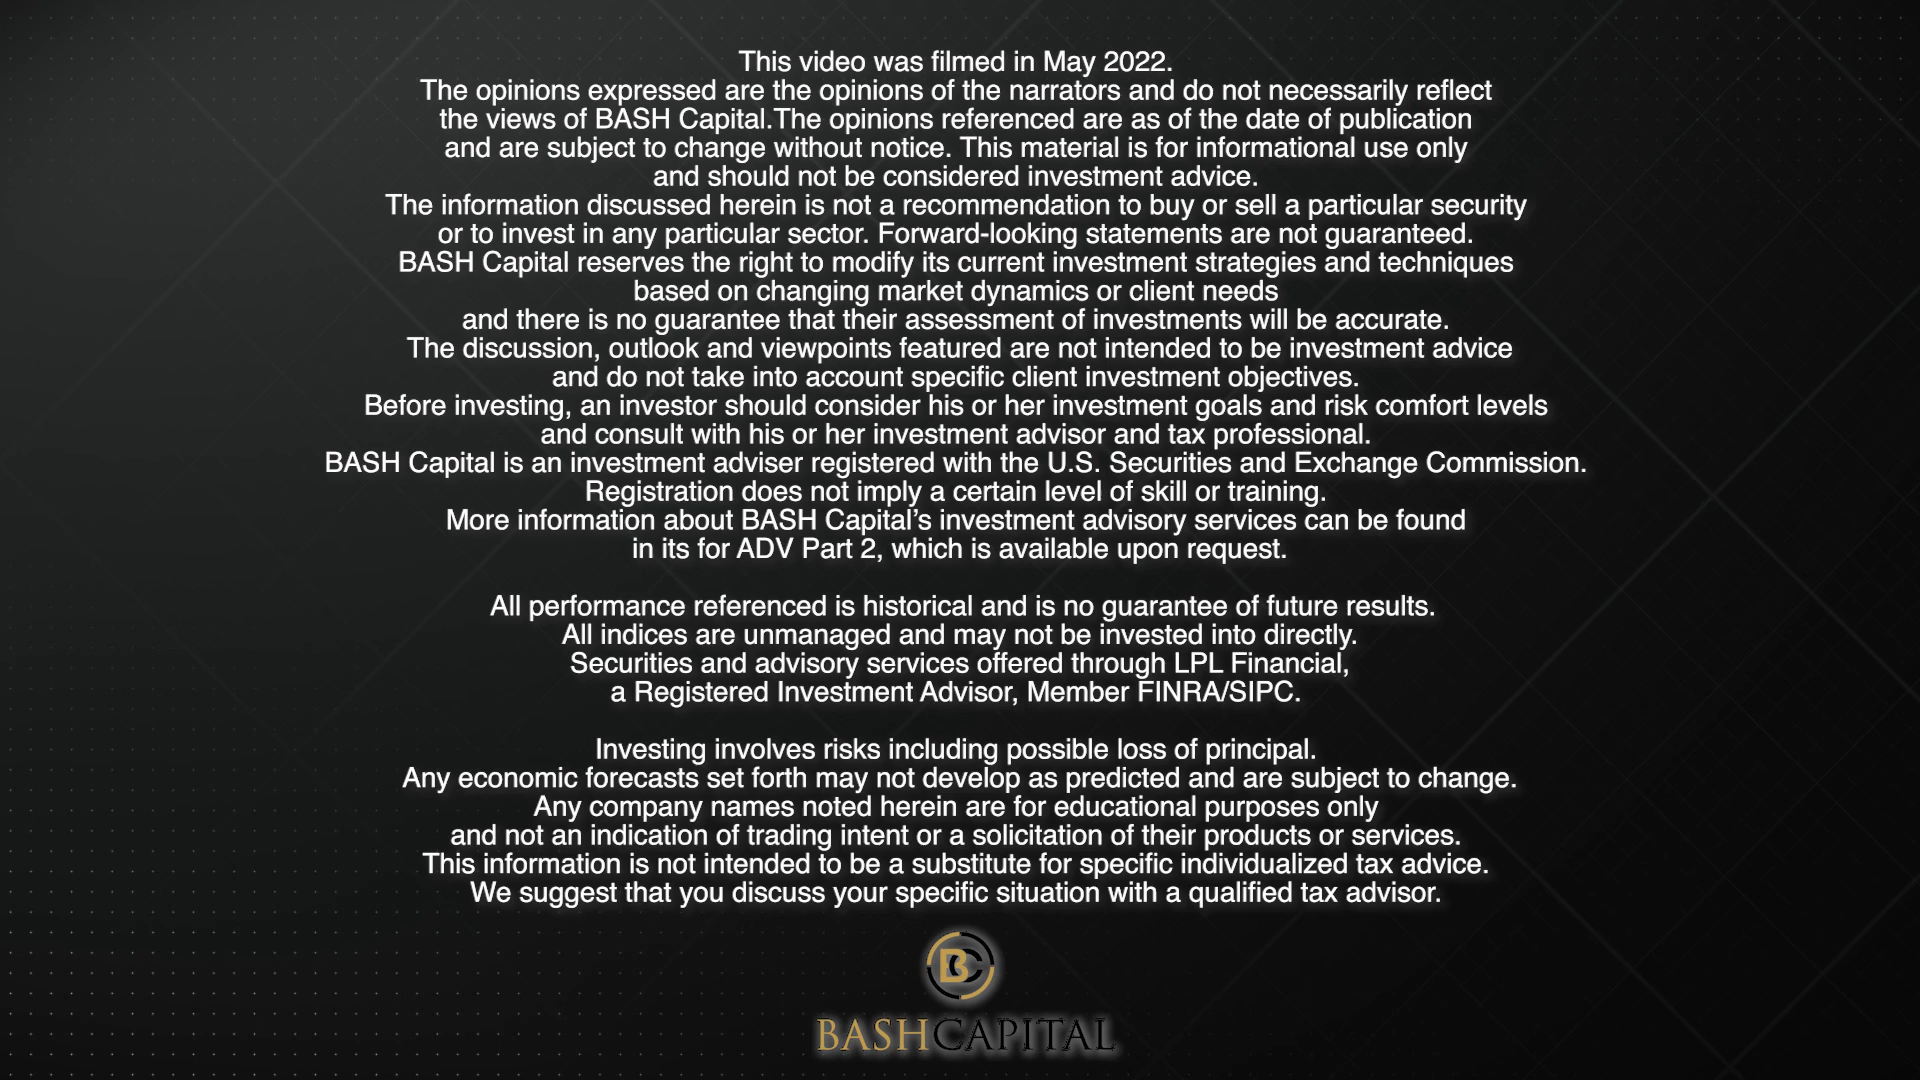 This video was filmed in May 2022.
The opinions expressed are the opinions of the narrators and do not necessarily reflect
the views of BASH Capital.The opinions referenced are as of the date of publication
and are subject to change without notice. This material is for informational use only
and should not be considered investment advice.
The information discussed herein is not a recommendation to buy or sell a particular security
or to invest in any particular sector. Forward-looking statements are not guaranteed.
BASH Capital reserves the right to modify its current investment strategies and techniques
based on changing market dynamics or client needs
and there is no guarantee that their assessment of investments will be accurate.
The discussion, outlook and viewpoints featured are not intended to be investment advice
and do not take into account specific client investment objectives.
Before investing, an investor should consider his or her investment goals and risk comfort levels
and consult with his or her investment advisor and tax professional.
BASH Capital is an investment adviser registered with the U.S. Securities and Exchange Commission.
Registration does not imply a certain level of skill or training.
More information about BASH Capital’s investment advisory services can be found
in its for ADV Part 2, which is available upon request.
All performance referenced is historical and is no guarantee of future results.
All indices are unmanaged and may not be invested into directly.
Securities and advisory services offered through LPL Financial,
a Registered Investment Advisor, Member FINRA/SIPC.
Investing involves risks including possible loss of principal.
Any economic forecasts set forth may not develop as predicted and are subject to change.
Any company names noted herein are for educational purposes only
and not an indication of trading intent or a solicitation of their products or services.
This information is not intended to be a substitute for specific individualized tax advice.
We suggest that you discuss your specific situation with a qualified tax advisor.
BC
BASHCAPITAL